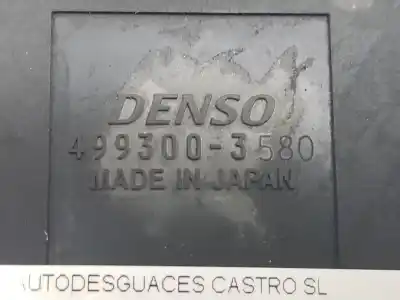 DENSO
499300-3580
MADE IN JAPAN
AUTODESGUACES CASTRO SL